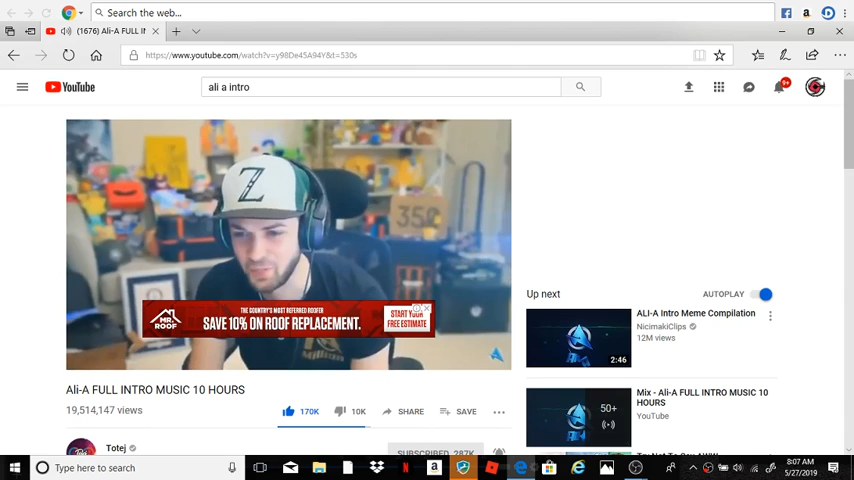 Search the web...
(1676) Ali-A FULL I
https://www.youtube.com/watch?v=y98De45A94Y&t=530s
YouTube
ali a intro
9+
Z
350
MR. ROOF
THE COUNTRY'S MOST REFERRED ROOFER
SAVE 10% ON ROOF REPLACEMENT.
START YOUR
FREE ESTIMATE
Up next
AUTOPLAY
ALI-A Intro Meme Compilation
NicimakiClips
12M views
2:46
Ali-A FULL INTRO MUSIC 10 HOURS
19,514,147 views
170K
10K
SHARE
SAVE
Mix - Ali-A FULL INTRO MUSIC 10
HOURS
YouTube
50+
Totej
SUBSCRIBED 287K
Type here to search
8:07 AM
5/27/2019